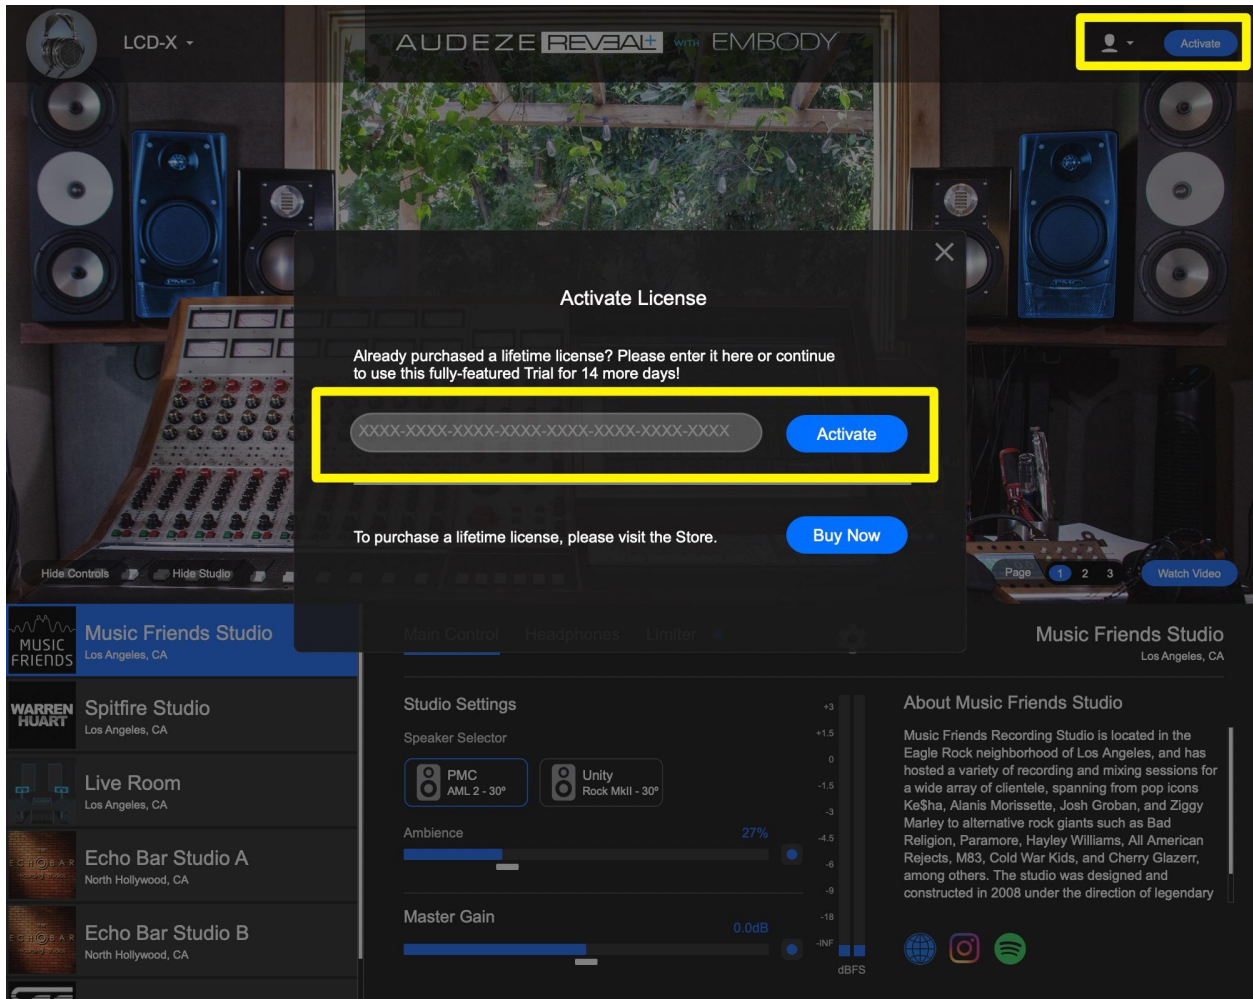 LCD-X
AUDEZE REVEAL+ WITH EMBODY
Activate
Activate License
Already purchased a lifetime license? Please enter it here or continue
to use this fully-featured Trial for 14 more days!
XXXX-XXXX-XXXX-XXXX-XXXX-XXXX-XXXX-XXXX
Activate
To purchase a lifetime license, please visit the Store.
Buy Now
Hide Controls
Hide Studio
Page 1 2 3
Watch Video
MUSIC
FRIENDS
Music Friends Studio
Los Angeles, CA
WARREN
HUART
Spitfire Studio
Los Angeles, CA
Live Room
Los Angeles, CA
ECHOBAR
Echo Bar Studio A
North Hollywood, CA
ECHOBAR
Echo Bar Studio B
North Hollywood, CA
Main Control Headphones Limiter
Studio Settings
Speaker Selector
PMC
AML 2 - 30º
Unity
Rock MkII - 30º
Ambience
27%
Master Gain
0.0dB
+3
+1.5
0
-1.5
-3
-4.5
-6
-9
-18
-INF
dBFS
Music Friends Studio
Los Angeles, CA
About Music Friends Studio
Music Friends Recording Studio is located in the
Eagle Rock neighborhood of Los Angeles, and has
hosted a variety of recording and mixing sessions for
a wide array of clientele, spanning from pop icons
Ke$ha, Alanis Morissette, Josh Groban, and Ziggy
Marley to alternative rock giants such as Bad
Religion, Paramore, Hayley Williams, All American
Rejects, M83, Cold War Kids, and Cherry Glazerr,
among others. The studio was designed and
constructed in 2008 under the direction of legendary